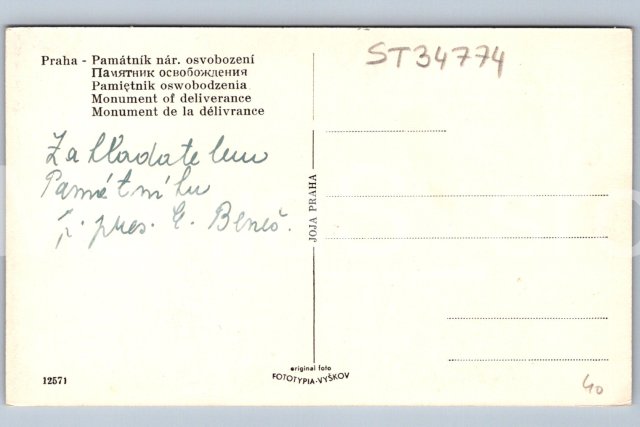 Praha - Památník nár. osvobození
Памятник освобождения
Pamiętnik oswobodzenia
Monument of deliverance
Monument de la délivrance
ST34774
Zakladatelem
Památníku
pres. E. Beneš.
JOJA PRAHA
original foto
FOTOTYPIA-VYŠKOV
12571
40